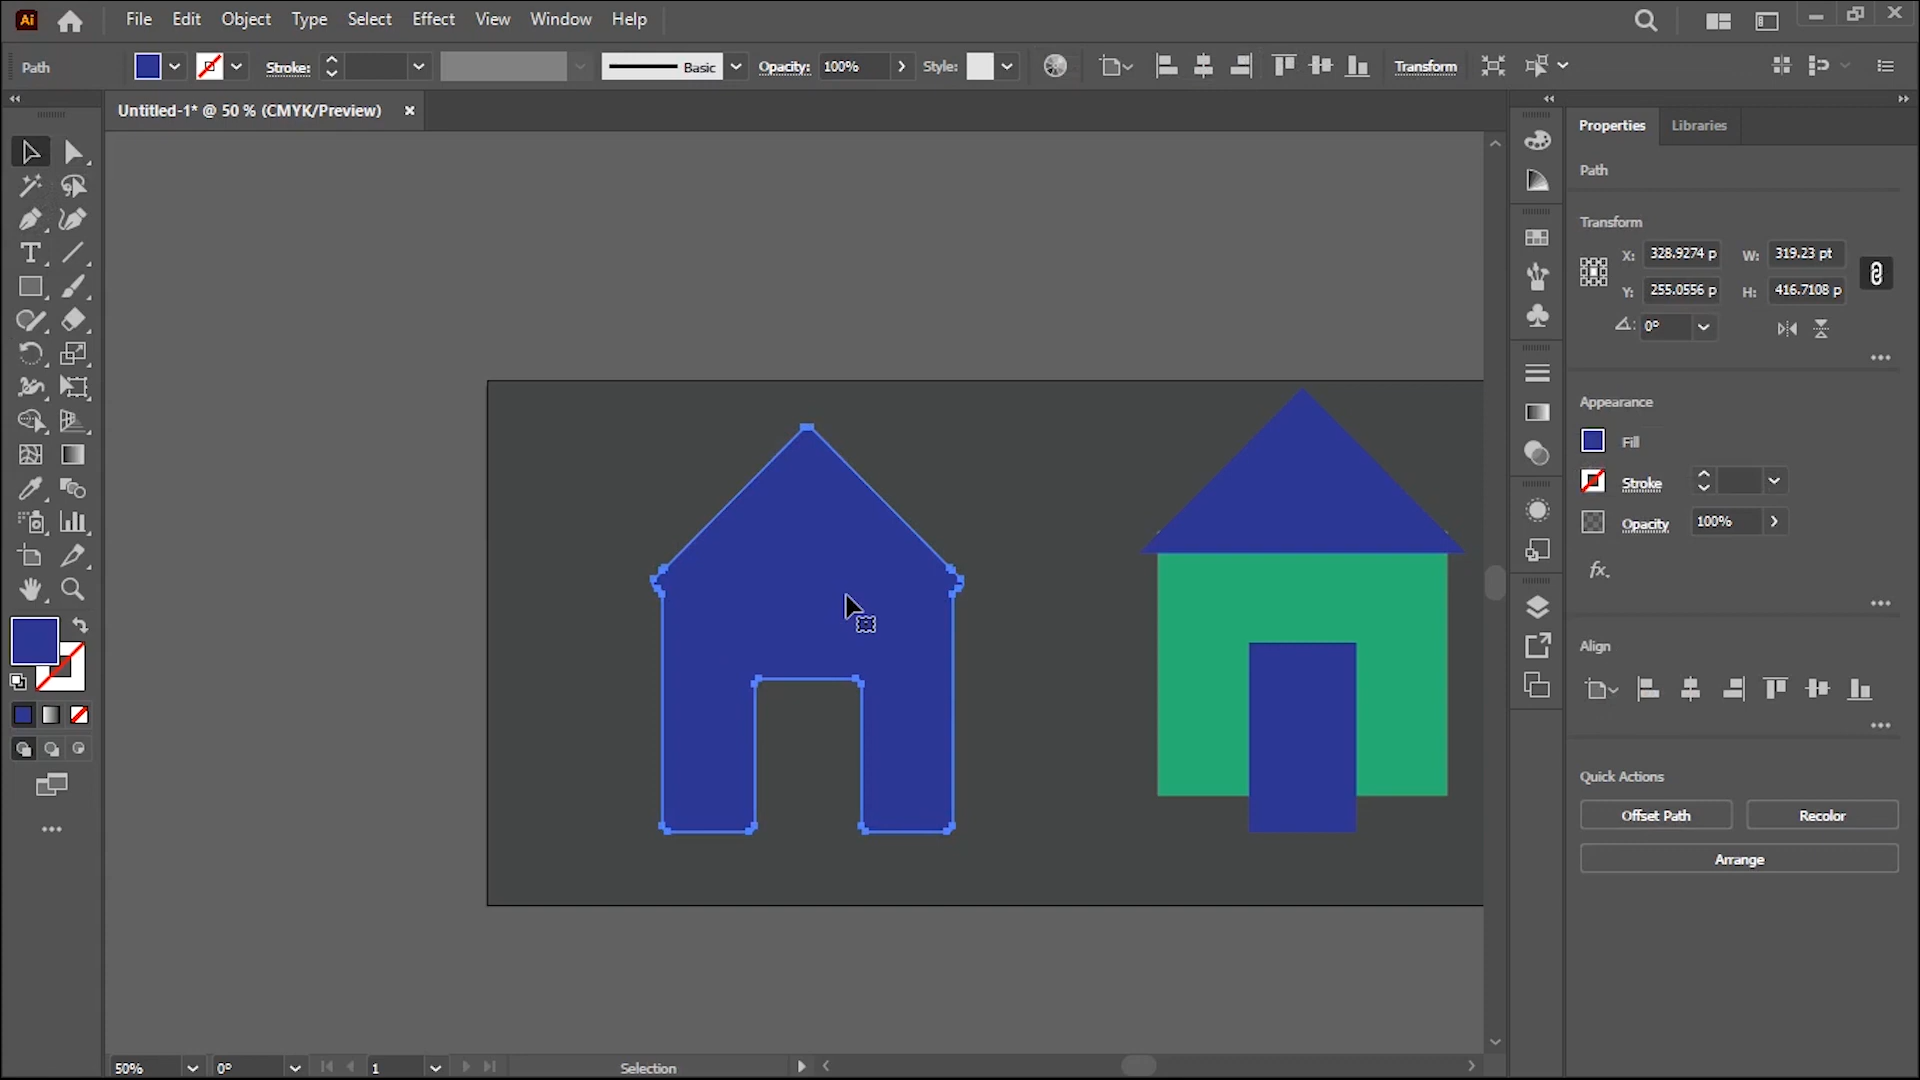 Ai File Edit Object Type Select Effect View Window Help
Path Stroke: Basic Opacity: 100% Style: Transform
Untitled-1* @ 50 % (CMYK/Preview) ×
Properties Libraries
Path
Transform
X: 328.9274 p W: 319.23 pt
Y: 255.0556 p H: 416.7108 p
0°
Appearance
Fill
Stroke
Opacity 100%
fx.
Align
Quick Actions
Offset Path Recolor
Arrange
50% 0° 1 Selection